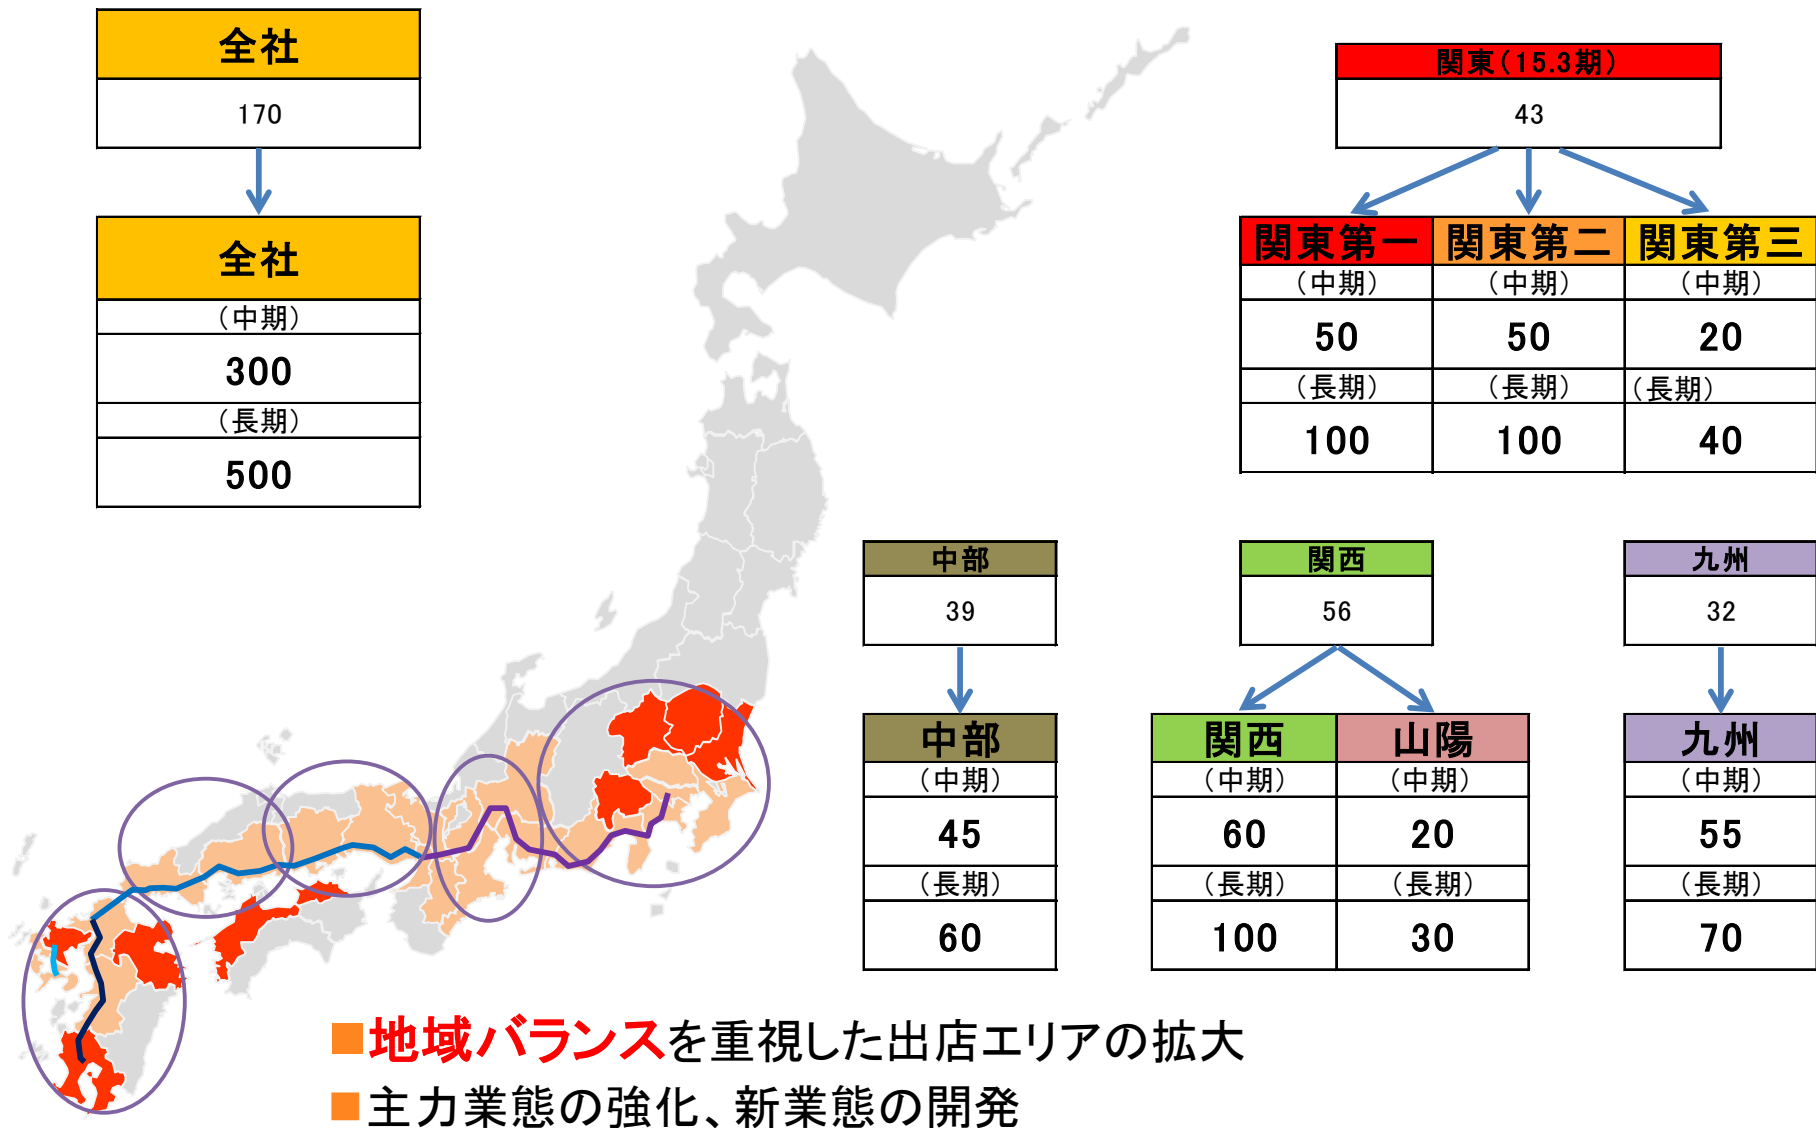 全社
170
全社
（中期）
300
（長期）
500
関東（15.3期）
43
関東第一 関東第二 関東第三
（中期） （中期） （中期）
50 50 20
（長期） （長期） （長期）
100 100 40
中部 関西 九州
39 56 32
中部 関西 山陽 九州
（中期） （中期） （中期） （中期）
45 60 20 55
（長期） （長期） （長期） （長期）
60 100 30 70
■地域バランスを重視した出店エリアの拡大
■主力業態の強化、新業態の開発